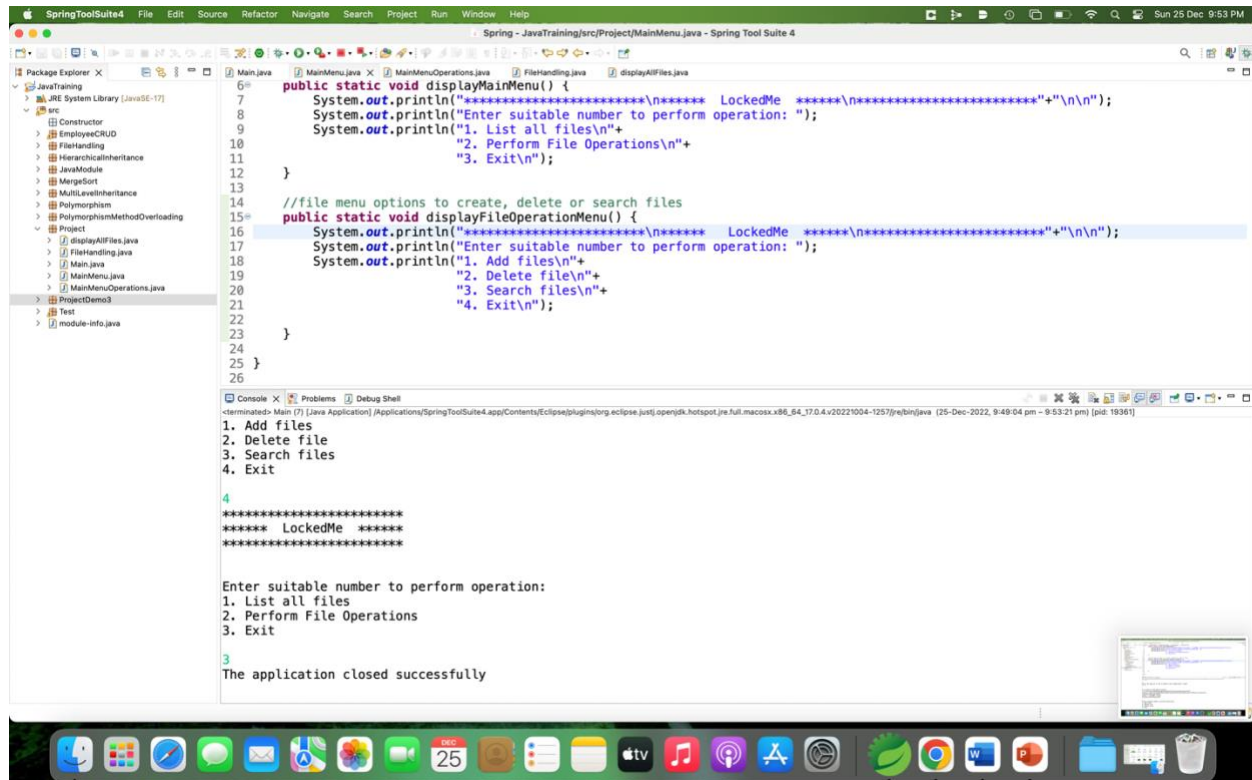 SpringToolSuite4 File Edit Source Refactor Navigate Search Project Run Window Help Sun 25 Dec 9:53 PM
Spring - JavaTraining/src/Project/MainMenu.java - Spring Tool Suite 4
Package Explorer
JavaTraining
JRE System Library [JavaSE-17]
src
Constructor
EmployeeCRUD
FileHandling
HierarchicalInheritance
JavaModule
MergeSort
MultiLevelInheritance
Polymorphism
PolymorphismMethodOverloading
Project
displayAllFiles.java
FileHandling.java
Main.java
MainMenu.java
MainMenuOperations.java
ProjectDemo3
Test
module-info.java
Main.java MainMenu.java MainMenuOperations.java FileHandling.java displayAllFiles.java
6 public static void displayMainMenu() {
7 System.out.println("************************\n****** LockedMe ******\n************************"+"\n\n");
8 System.out.println("Enter suitable number to perform operation: ");
9 System.out.println("1. List all files\n"+
10 "2. Perform File Operations\n"+
11 "3. Exit\n");
12 }
13
14 //file menu options to create, delete or search files
15 public static void displayFileOperationMenu() {
16 System.out.println("************************\n****** LockedMe ******\n************************"+"\n\n");
17 System.out.println("Enter suitable number to perform operation: ");
18 System.out.println("1. Add files\n"+
19 "2. Delete file\n"+
20 "3. Search files\n"+
21 "4. Exit\n");
22
23 }
24
25 }
26
Console Problems Debug Shell
<terminated> Main (7) [Java Application] /Applications/SpringToolSuite4.app/Contents/Eclipse/plugins/org.eclipse.justj.openjdk.hotspot.jre.full.macosx.x86_64_17.0.4.v20221004-1257/jre/bin/java (25-Dec-2022, 9:49:04 pm – 9:53:21 pm) [pid: 19361]
1. Add files
2. Delete file
3. Search files
4. Exit
4
************************
****** LockedMe ******
************************
Enter suitable number to perform operation:
1. List all files
2. Perform File Operations
3. Exit
3
The application closed successfully
DEC
25
tv
W
P